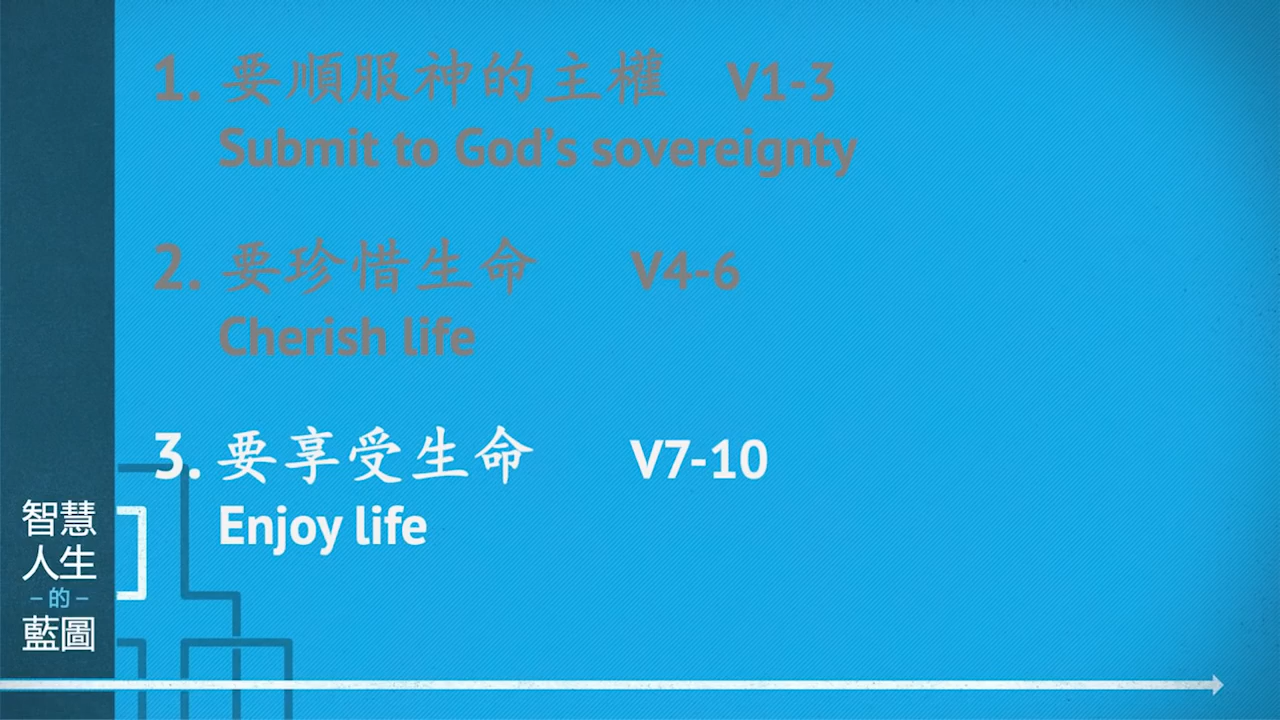 1. 要順服神的主權 V1-3
Submit to God's sovereignty
2. 要珍惜生命 V4-6
Cherish life
3. 要享受生命 V7-10
Enjoy life
智慧
人生
–的–
藍圖